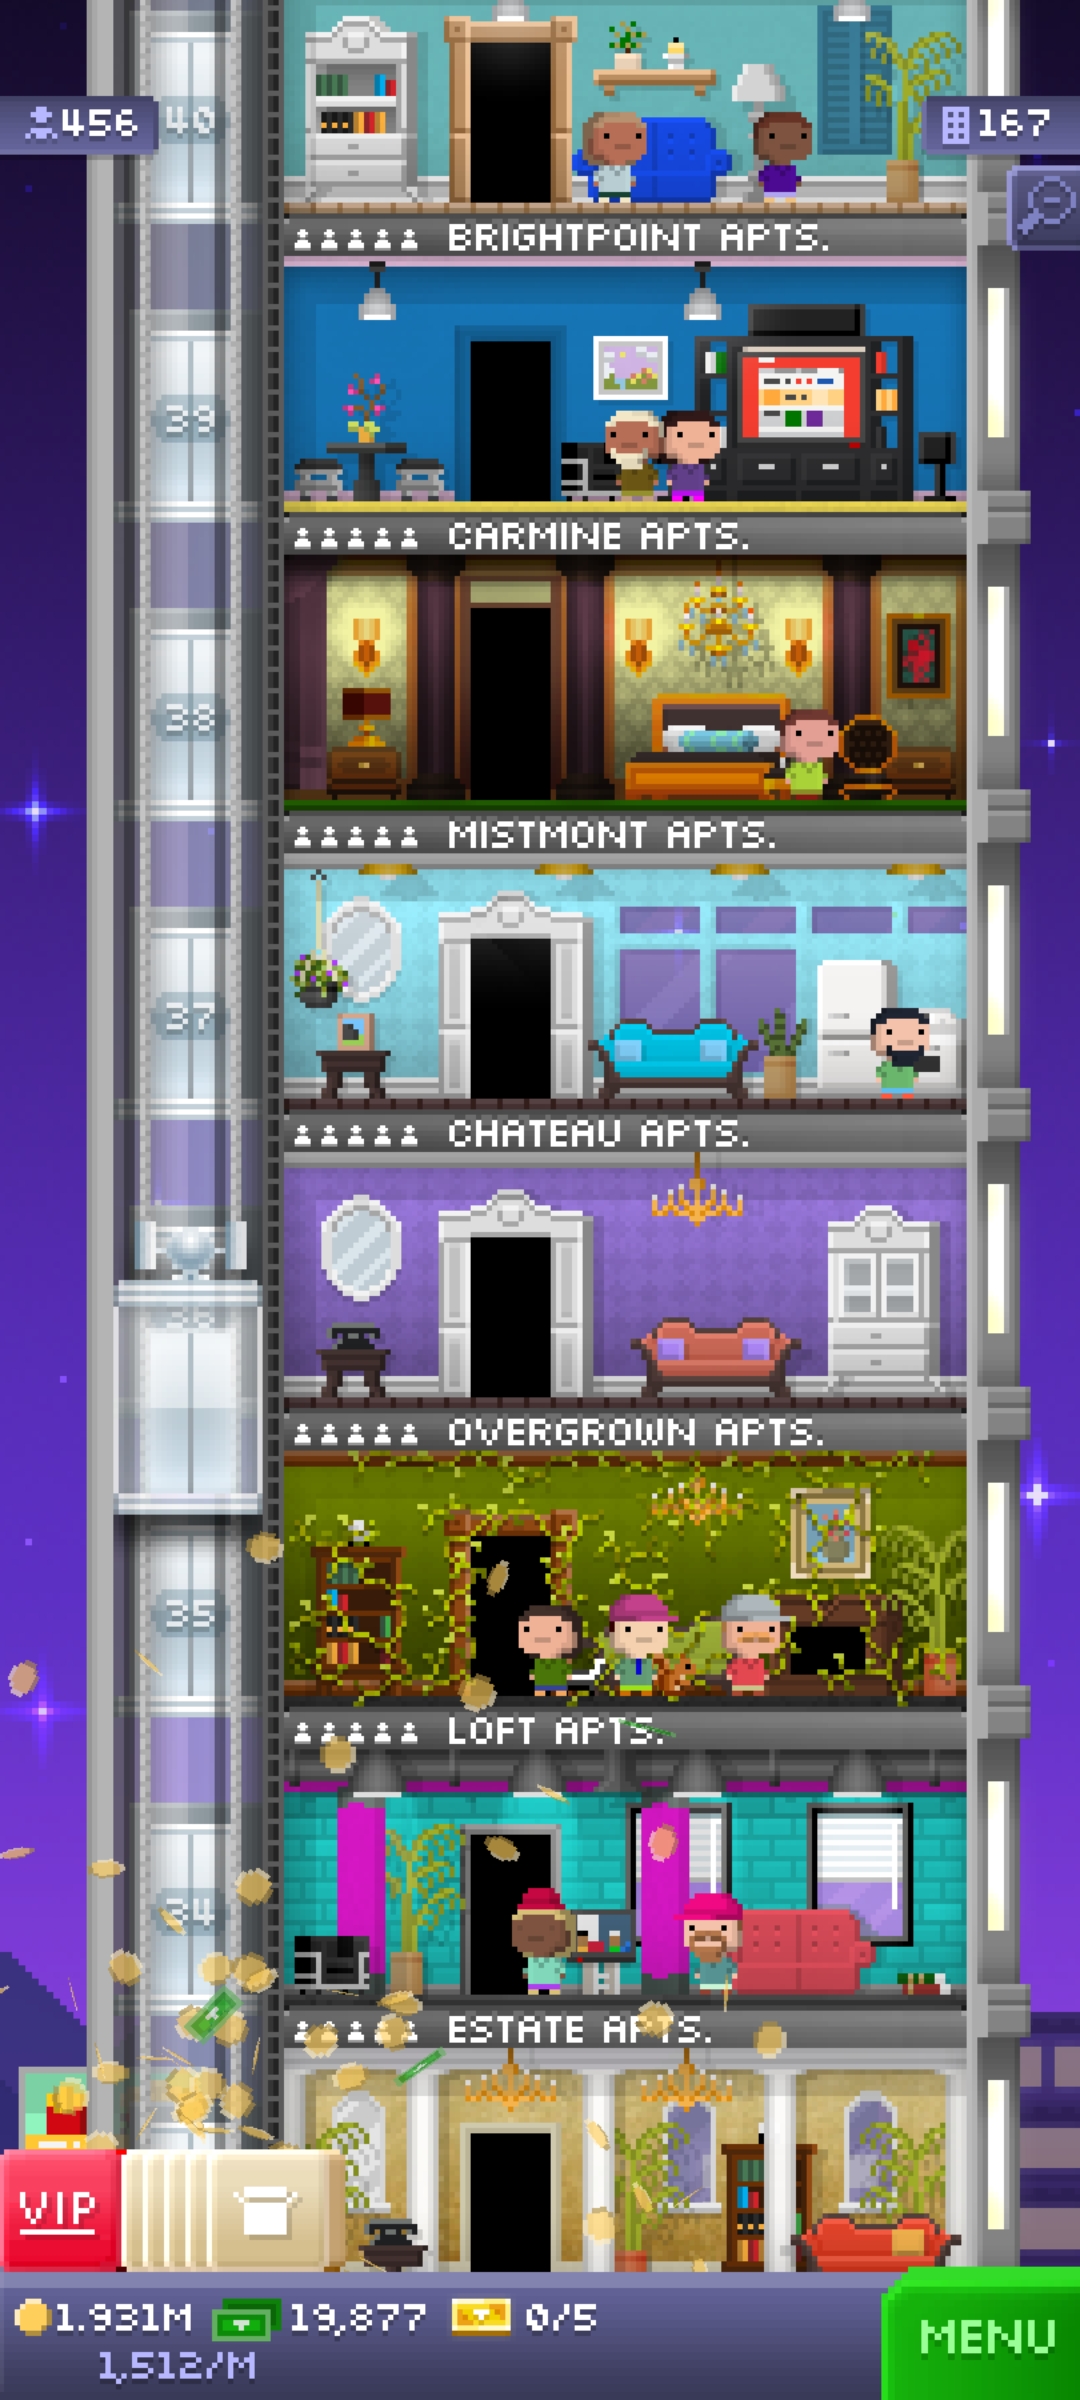 40
456
167
BRIGHTPOINT APTS.
39
CARMINE APTS.
38
MISTMONT APTS.
37
CHATEAU APTS.
36
OVERGROWN APTS.
35
LOFT APTS.
34
ESTATE APTS.
VIP
1.931M
19,877
0/5
1,512/M
MENU